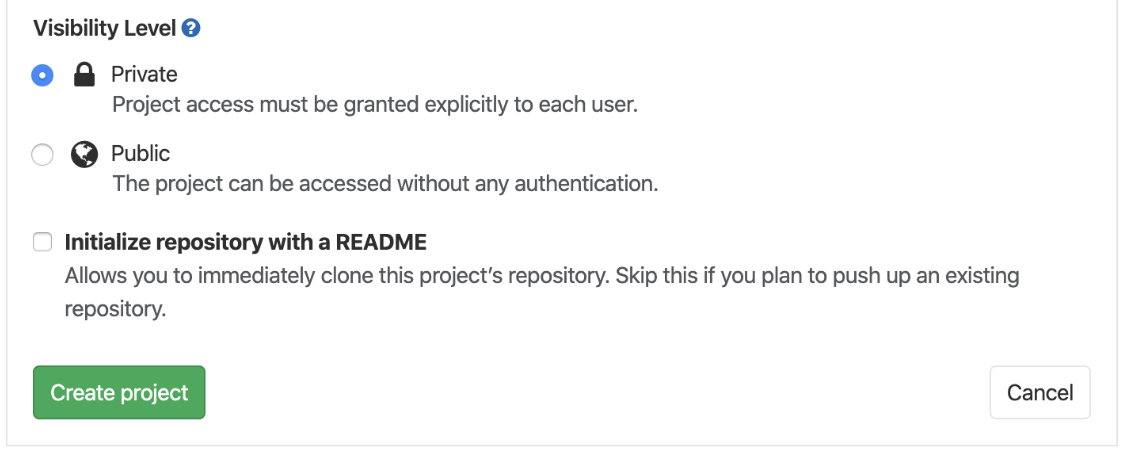 Visibility Level ?
Private
Project access must be granted explicitly to each user.
Public
The project can be accessed without any authentication.
Initialize repository with a README
Allows you to immediately clone this project’s repository. Skip this if you plan to push up an existing
repository.
Create project
Cancel